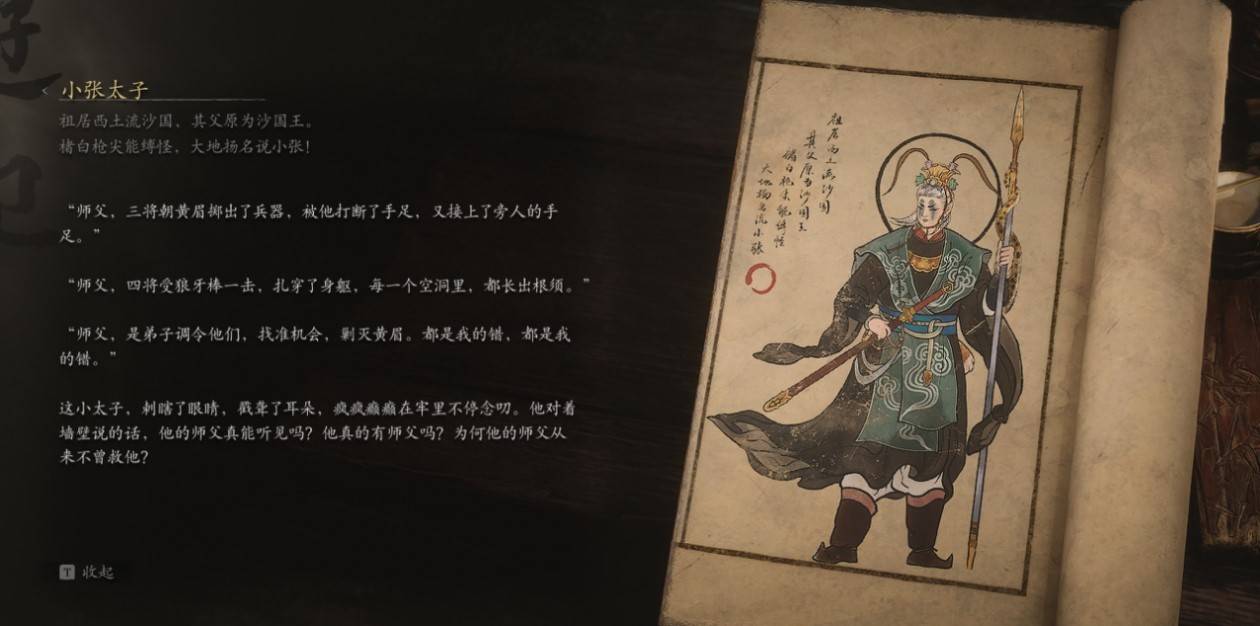 小张太子
祖居西土流沙国，其父原为沙国王。
楮白枪尖能缚怪，大地扬名说小张！
“师父，三将朝黄眉掷出了兵器，被他打断了手足，又接上了旁人的手
足。”
“师父，四将受狼牙棒一击，扎穿了身躯，每一个空洞里，都长出根须。”
“师父，是弟子调令他们，找准机会，剿灭黄眉。都是我的错，都是我
的错。”
这小太子，刺瞎了眼睛，戳聋了耳朵，疯疯癫癫在牢里不停念叨。他对着
墙壁说的话，他的师父真能听见吗？他真的有师父吗？为何他的师父从
来不曾救他？
T 收起
祖居西土流沙国
其父原为沙国王
楮白枪尖能缚怪
大地扬名说小张